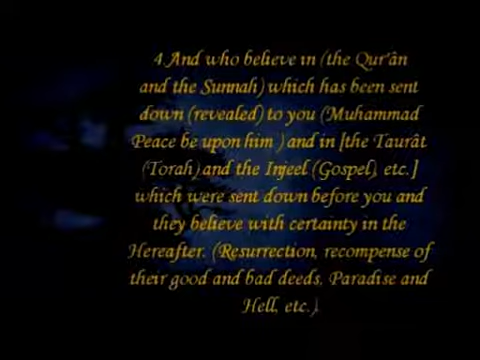 4. And who believe in (the Qur'ân
and the Sunnah) which has been sent
down (revealed) to you (Muhammad
Peace be upon him ) and in [the Taurât
(Torah) and the Injeel (Gospel), etc.]
which were sent down before you and
they believe with certainty in the
Hereafter. (Resurrection, recompense of
their good and bad deeds, Paradise and
Hell, etc.).